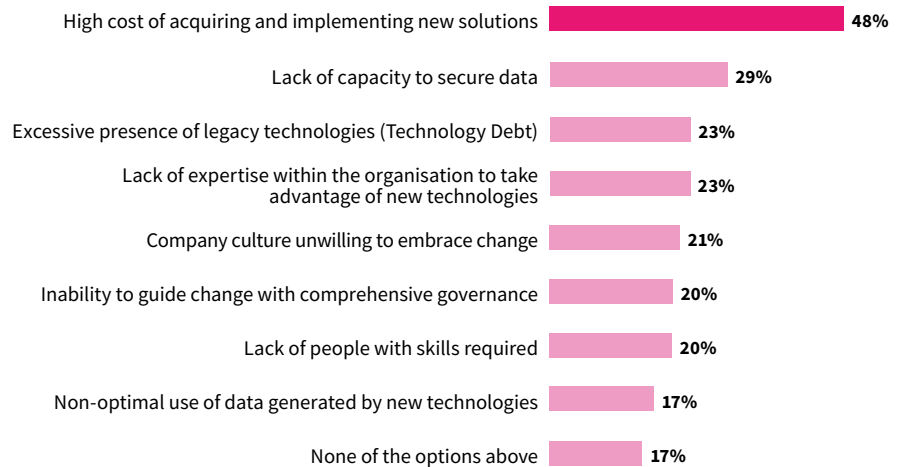 High cost of acquiring and implementing new solutions 48%
Lack of capacity to secure data 29%
Excessive presence of legacy technologies (Technology Debt) 23%
Lack of expertise within the organisation to take
advantage of new technologies 23%
Company culture unwilling to embrace change 21%
Inability to guide change with comprehensive governance 20%
Lack of people with skills required 20%
Non-optimal use of data generated by new technologies 17%
None of the options above 17%